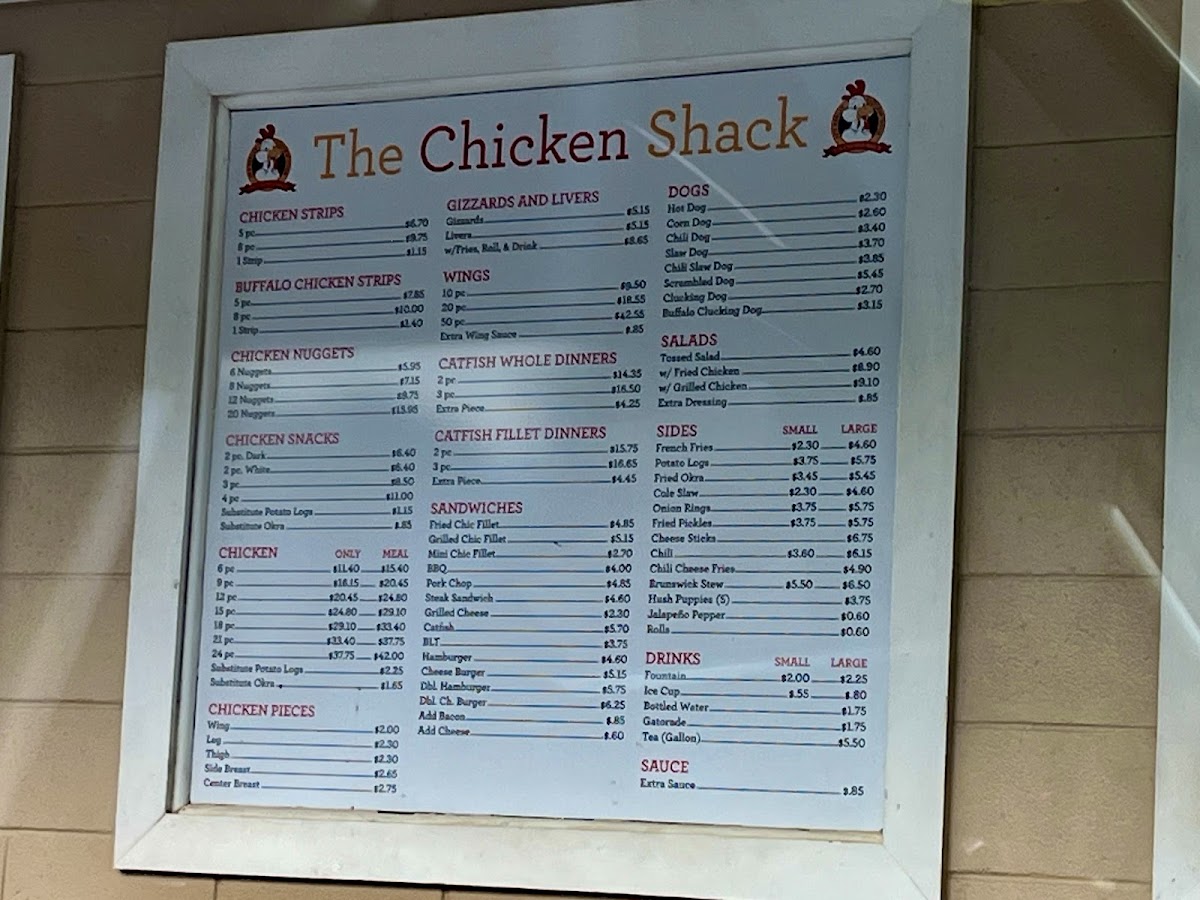 The Chicken Shack
CHICKEN STRIPS
5 pc. $6.70
8 pc. $9.75
1 Strip $1.15
BUFFALO CHICKEN STRIPS
5 pc. $7.85
8 pc. $10.00
1 Strip $1.40
CHICKEN NUGGETS
6 Nuggets $5.95
8 Nuggets $7.15
12 Nuggets $9.75
20 Nuggets $15.95
CHICKEN SNACKS
2 pc. Dark $6.40
2 pc. White $6.40
3 pc $8.50
4 pc $11.00
Substitute Potato Logs $1.15
Substitute Okra $.85
CHICKEN ONLY MEAL
6 pc $11.40 $15.40
9 pc $16.15 $20.45
12 pc $20.45 $24.80
15 pc $24.80 $29.10
18 pc $29.10 $33.40
21 pc $33.40 $37.75
24 pc $37.75 $42.00
Substitute Potato Logs $2.25
Substitute Okra $1.65
CHICKEN PIECES
Wing $2.00
Leg $2.30
Thigh $2.30
Side Breast $2.65
Center Breast $2.75
GIZZARDS AND LIVERS
Gizzards $5.15
Livers $5.15
w/Fries, Roll, & Drink $8.65
WINGS
10 pc $9.50
20 pc $18.55
50 pc $42.55
Extra Wing Sauce $.85
CATFISH WHOLE DINNERS
2 pc $14.35
3 pc $16.50
Extra Piece $4.25
CATFISH FILLET DINNERS
2 pc $15.75
3 pc $16.65
Extra Piece $4.45
SANDWICHES
Fried Chic Fillet $4.85
Grilled Chic Fillet $5.15
Mini Chic Fillet $2.70
BBQ $4.00
Pork Chop $4.85
Steak Sandwich $4.60
Grilled Cheese $2.30
Catfish $5.70
BLT $3.75
Hamburger $4.60
Cheese Burger $5.15
Dbl. Hamburger $5.75
Dbl. Ch. Burger $6.25
Add Bacon $.85
Add Cheese $.60
DOGS
Hot Dog $2.30
Corn Dog $2.60
Chili Dog $3.40
Slaw Dog $3.70
Chili Slaw Dog $3.85
Scrambled Dog $5.45
Clucking Dog $2.70
Buffalo Clucking Dog $3.15
SALADS
Tossed Salad $4.60
w/ Fried Chicken $8.90
w/ Grilled Chicken $9.10
Extra Dressing $.85
SIDES SMALL LARGE
French Fries $2.30 $4.60
Potato Logs $3.75 $5.75
Fried Okra $3.45 $5.45
Cole Slaw $2.30 $4.60
Onion Rings $3.75 $5.75
Fried Pickles $3.75 $5.75
Cheese Sticks $6.75
Chili $3.60 $6.15
Chili Cheese Fries $4.90
Brunswick Stew $5.50 $6.50
Hush Puppies (5) $3.75
Jalapeño Pepper $0.60
Rolls $0.60
DRINKS SMALL LARGE
Fountain $2.00 $2.25
Ice Cup $.55 $.80
Bottled Water $1.75
Gatorade $1.75
Tea (Gallon) $5.50
SAUCE
Extra Sauce $.85